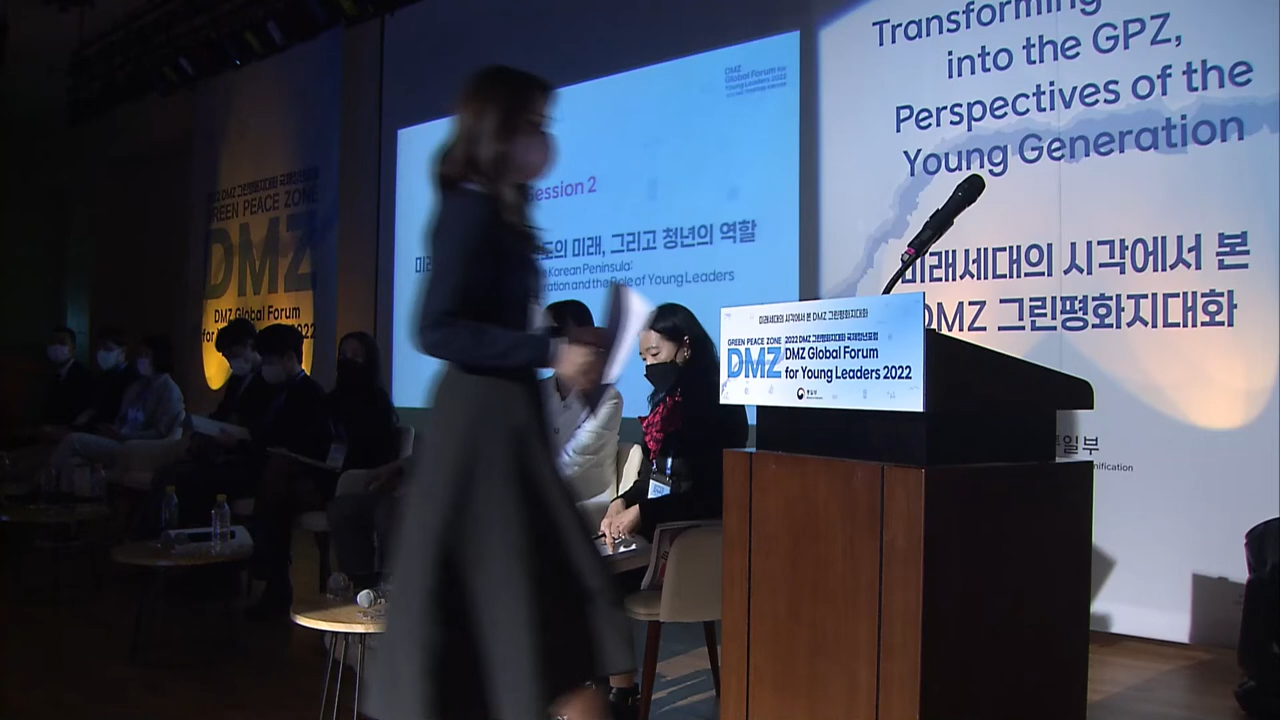 2022 DMZ 그린평화지대화 국제청년포럼
GREEN PEACE ZONE
DMZ
DMZ Global Forum
for
2022
DMZ
Global Forum for
Young Leaders 2022
Session 2
도의 미래, 그리고 청년의 역할
Korean Peninsula:
and the Role of Young Leaders
Transforming
into the GPZ,
Perspectives of the
Young Generation
미래세대의 시각에서 본
DMZ 그린평화지대화
일부
미래세대의 시각에서 본 DMZ 그린평화지대화
GREEN PEACE ZONE
DMZ
2022 DMZ 그린평화지대화 국제청년포럼
DMZ Global Forum
for Young Leaders 2022
통일부